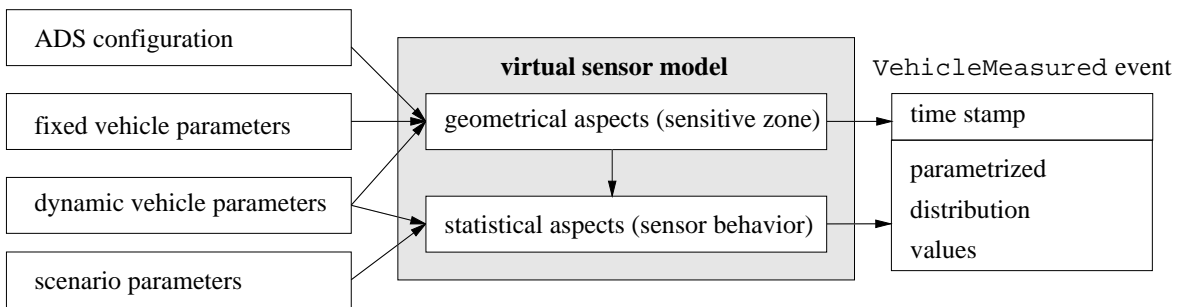 ADS configuration
fixed vehicle parameters
dynamic vehicle parameters
scenario parameters
virtual sensor model
geometrical aspects (sensitive zone)
statistical aspects (sensor behavior)
VehicleMeasured event
time stamp
parametrized
distribution
values